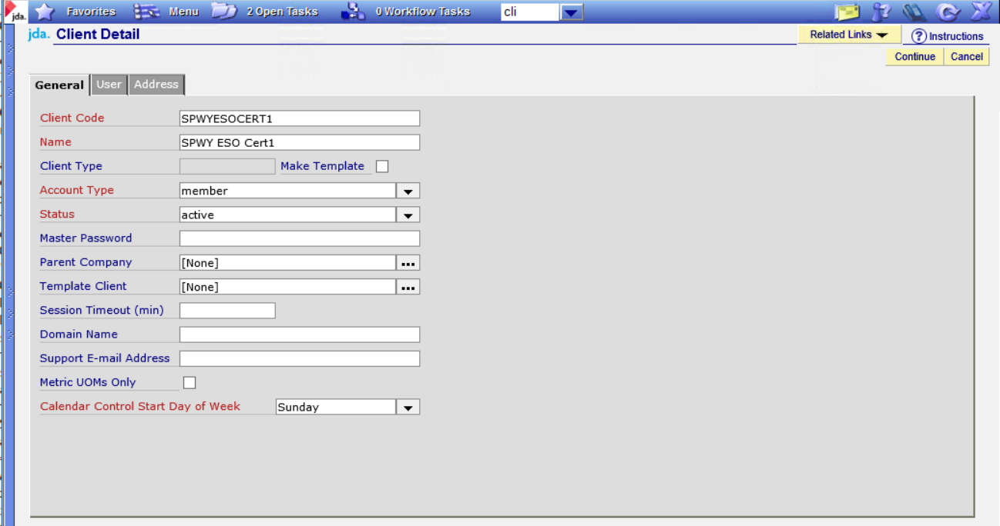 jda. Favorites Menu 2 Open Tasks 0 Workflow Tasks cli
jda. Client Detail Related Links ? Instructions
Continue Cancel
General User Address
Client Code SPWYESOCERT1
Name SPWY ESO Cert1
Client Type Make Template
Account Type member
Status active
Master Password
Parent Company [None] ...
Template Client [None] ...
Session Timeout (min)
Domain Name
Support E-mail Address
Metric UOMs Only
Calendar Control Start Day of Week Sunday